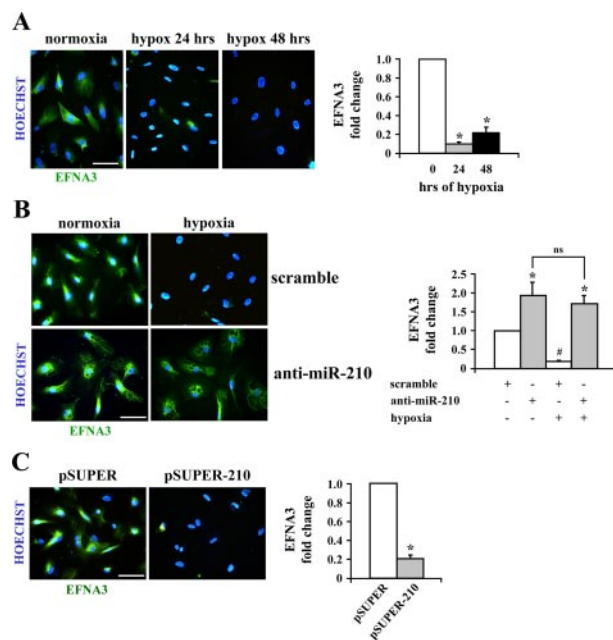 A
normoxia hypox 24 hrs hypox 48 hrs
HOECHST
EFNA3
EFNA3
fold change
1.0
0.8
0.6
0.4
0.2
0
* *
0 24 48
hrs of hypoxia
B
normoxia hypoxia
HOECHST
scramble
anti-miR-210
EFNA3
EFNA3
fold change
2.5
2.0
1.5
1.0
0.5
0
ns
* # *
scramble + - + -
anti-miR-210 - + - +
hypoxia - - + +
C
pSUPER pSUPER-210
HOECHST
EFNA3
EFNA3
fold change
1.0
0.8
0.6
0.4
0.2
0
*
pSUPER
pSUPER-210